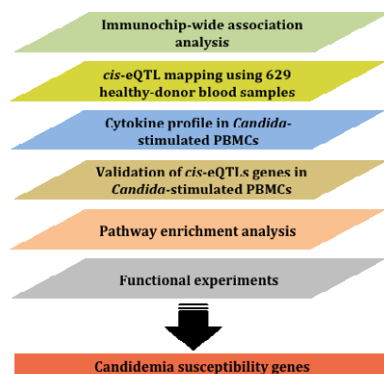 Immunochip-wide association
analysis
cis-eQTL mapping using 629
healthy-donor blood samples
Cytokine profile in Candida-
stimulated PBMCs
Validation of cis-eQTLs genes in
Candida-stimulated PBMCs
Pathway enrichment analysis
Functional experiments
Candidemia susceptibility genes